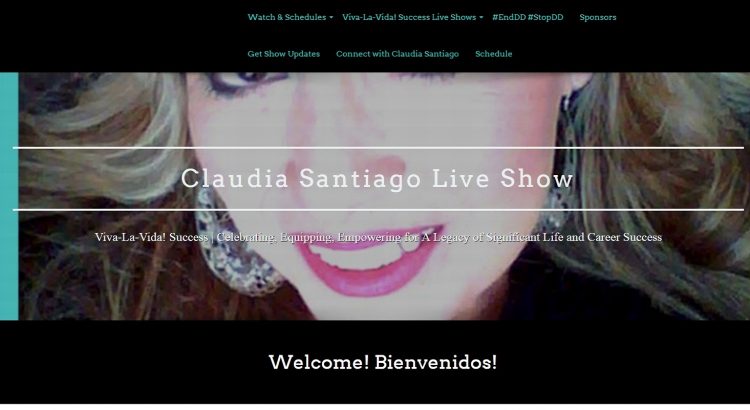 Watch & Schedules Viva-La-Vida! Success Live Shows #EndDD #StopDD Sponsors
Get Show Updates Connect with Claudia Santiago Schedule
Claudia Santiago Live Show
Viva-La-Vida! Success | Celebrating, Equipping, Empowering for A Legacy of Significant Life and Career Success
Welcome! Bienvenidos!